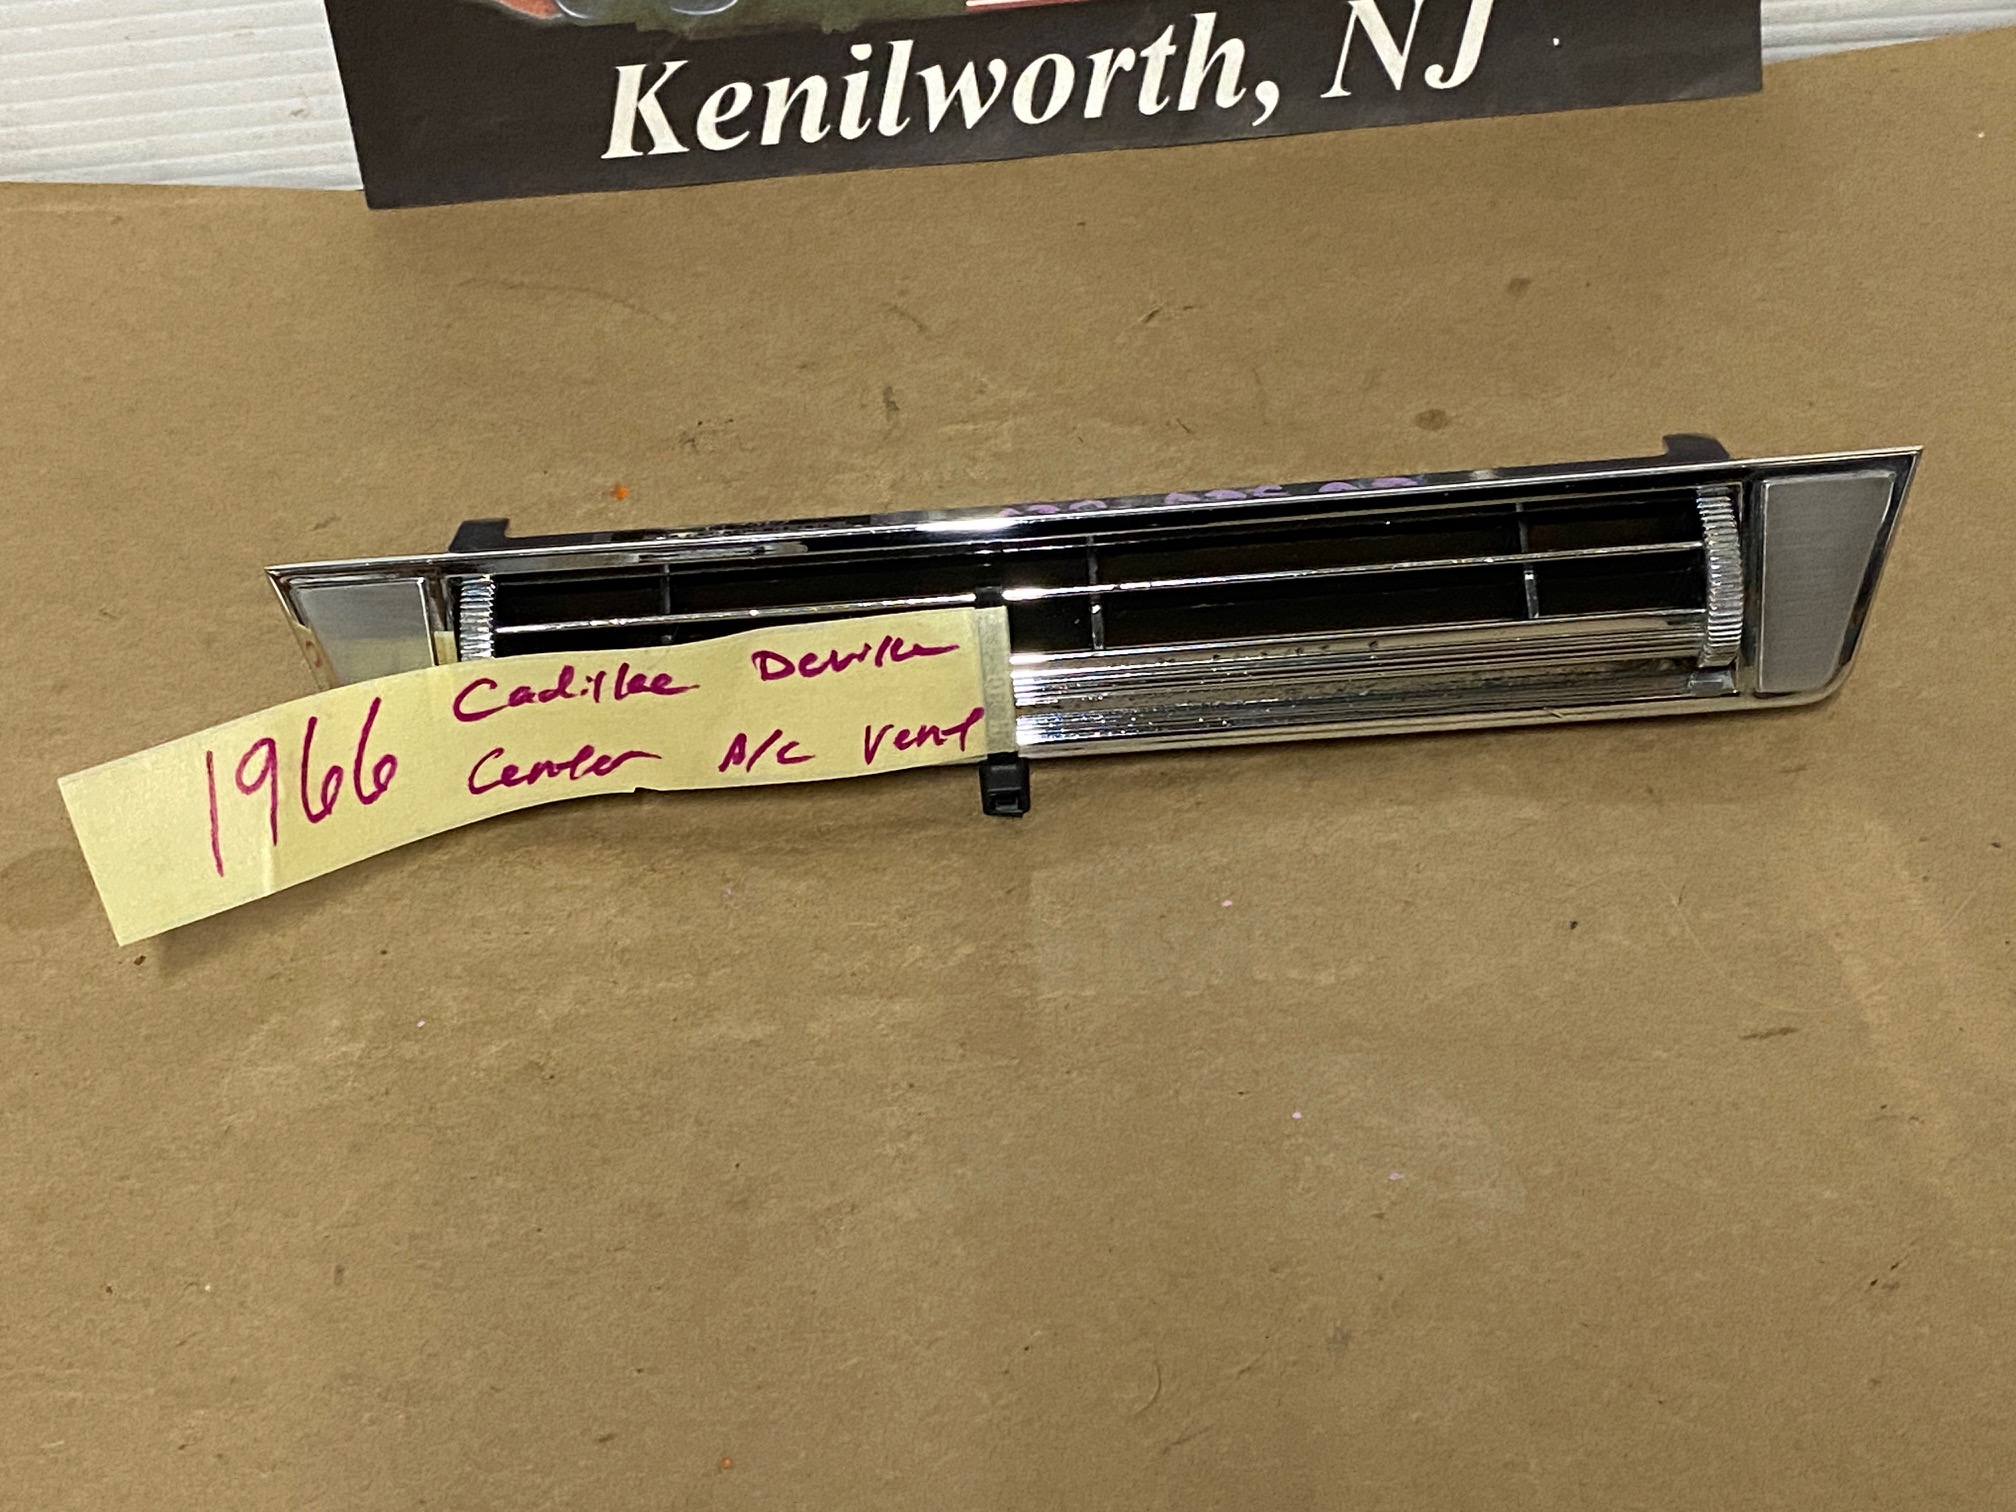 Kenilworth, NJ
1966 Cadillac Deville
Center A/C Vent